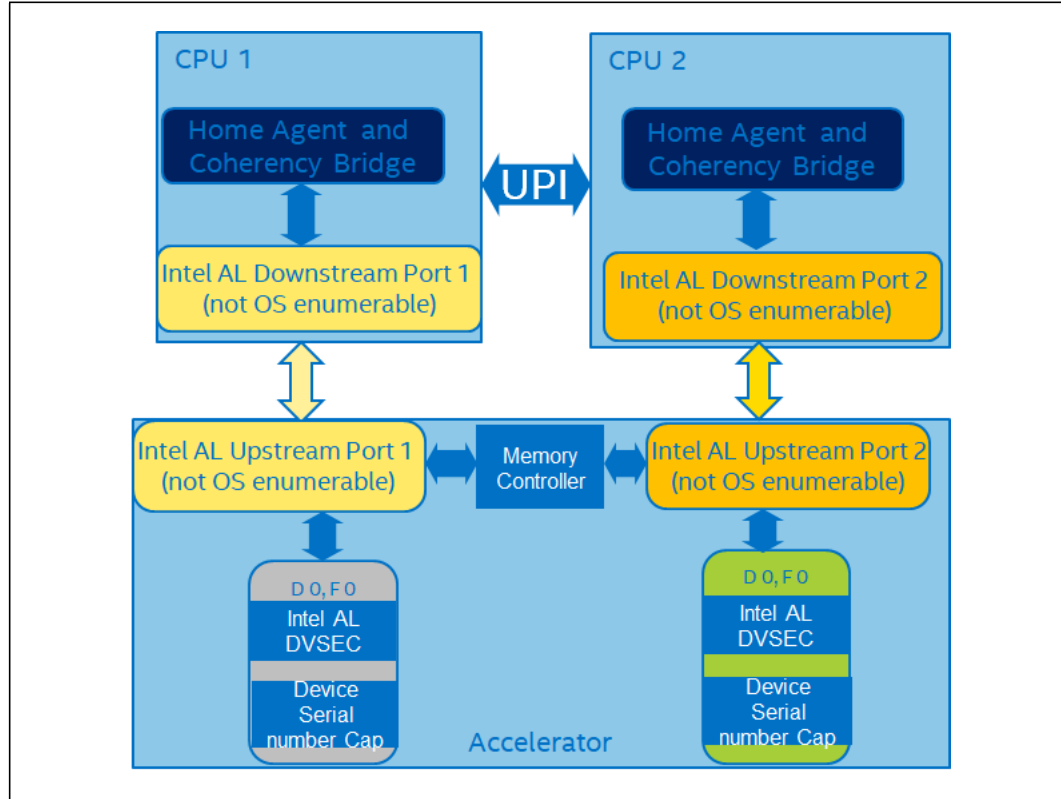 CPU 1
Home Agent and
Coherency Bridge
Intel AL Downstream Port 1
(not OS enumerable)
UPI
CPU 2
Home Agent and
Coherency Bridge
Intel AL Downstream Port 2
(not OS enumerable)
Intel AL Upstream Port 1
(not OS enumerable)
Memory
Controller
Intel AL Upstream Port 2
(not OS enumerable)
D 0, F 0
Intel AL
DVSEC
Device
Serial
number Cap
D 0, F 0
Intel AL
DVSEC
Device
Serial
number Cap
Accelerator